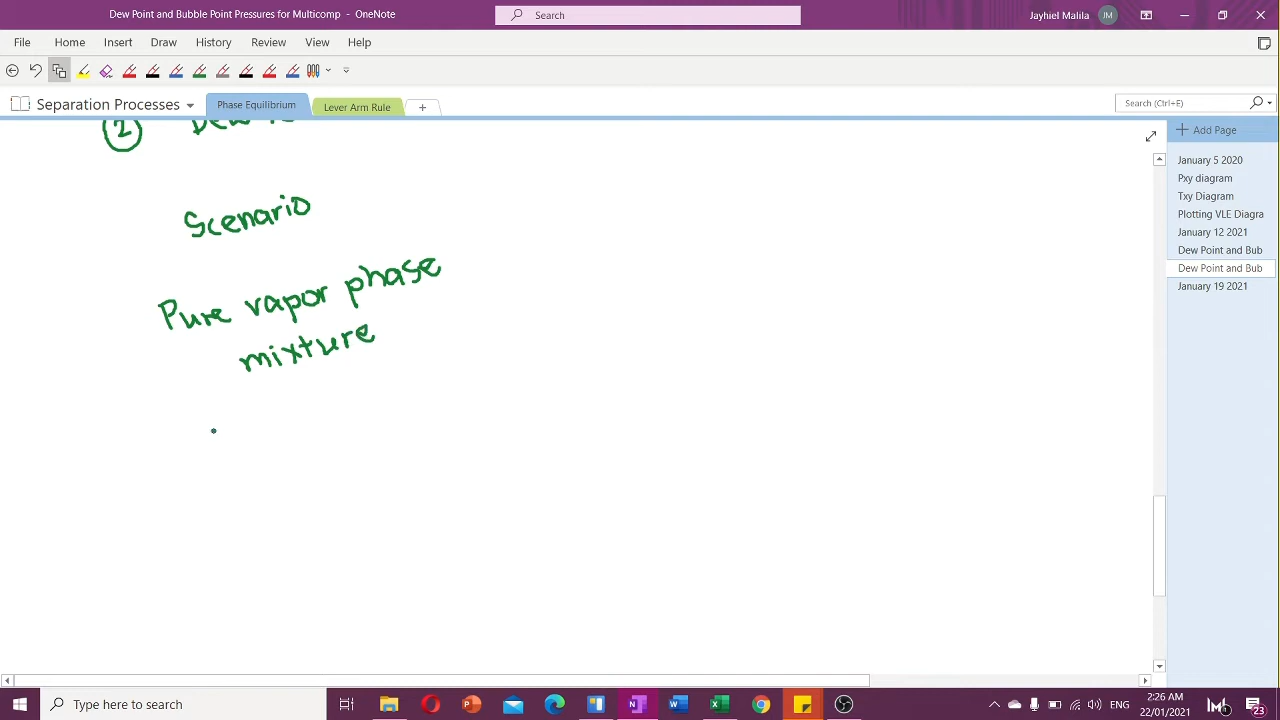 Dew Point and Bubble Point Pressures for Multicomp - OneNote
Search
Jayhiel Malila JM
File Home Insert Draw History Review View Help
Separation Processes Phase Equilibrium Lever Arm Rule + Search (Ctrl+E)
Add Page
January 5 2020
Pxy diagram
Txy Diagram
Plotting VLE Diagra
January 12 2021
Dew Point and Bub
Dew Point and Bub
January 19 2021
2
Scenario
Pure vapor phase
mixture
Type here to search
ENG
2:26 AM
22/01/2021
23